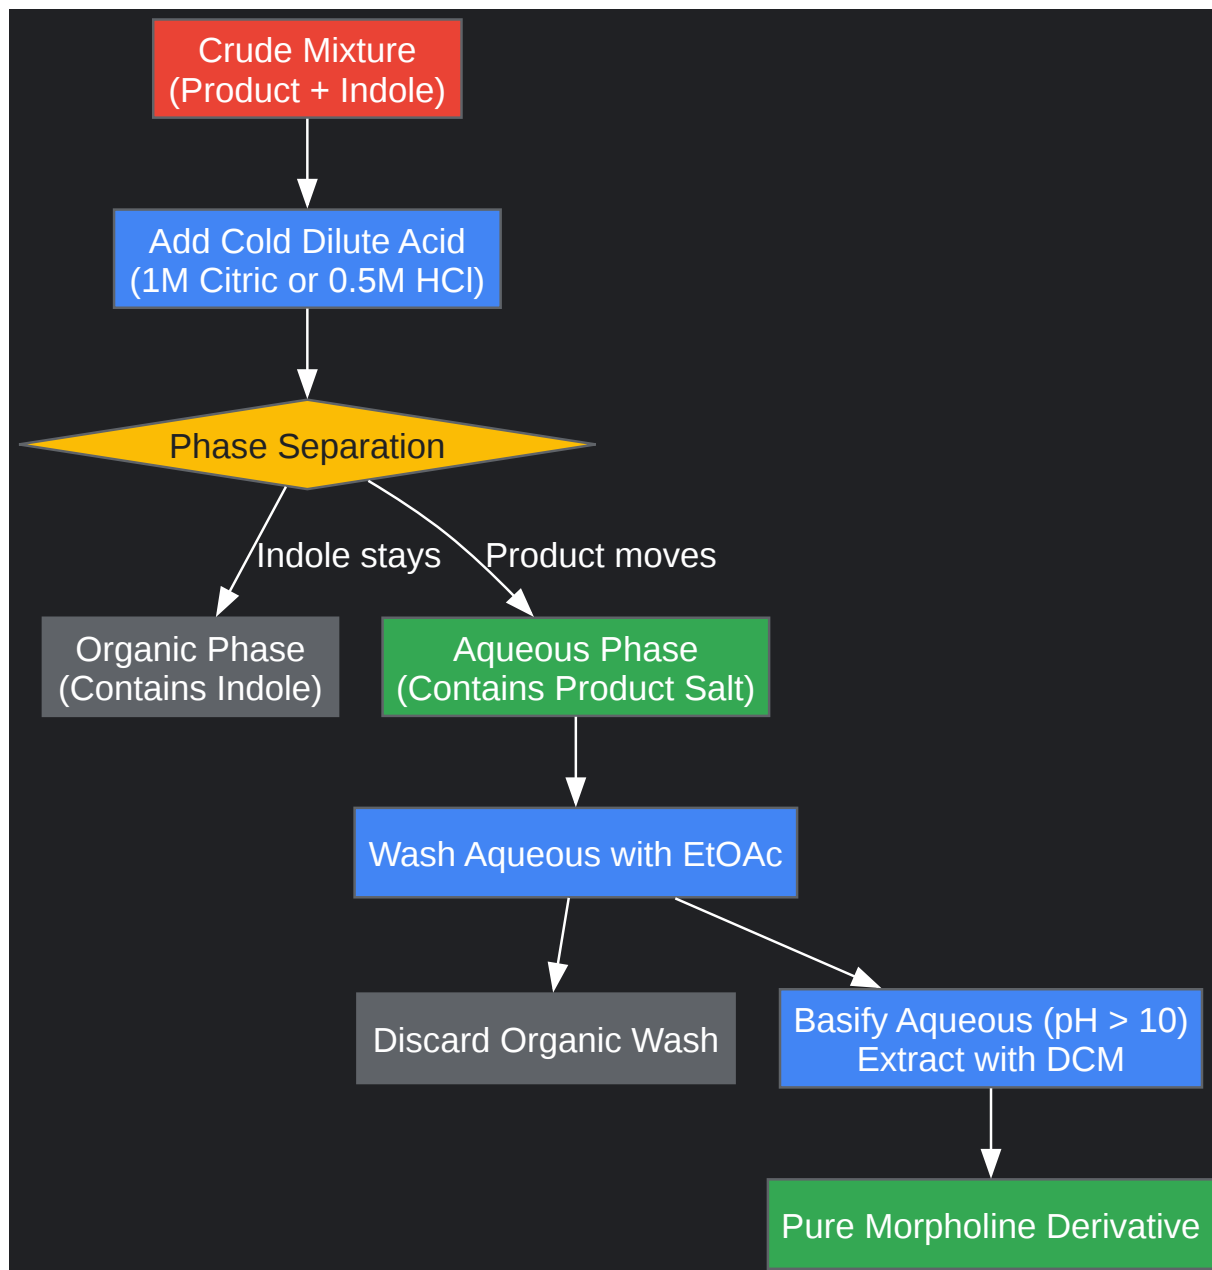 Crude Mixture
(Product + Indole)
Add Cold Dilute Acid
(1M Citric or 0.5M HCl)
Phase Separation
Indole stays
Product moves
Organic Phase
(Contains Indole)
Aqueous Phase
(Contains Product Salt)
Wash Aqueous with EtOAc
Discard Organic Wash
Basify Aqueous (pH > 10)
Extract with DCM
Pure Morpholine Derivative